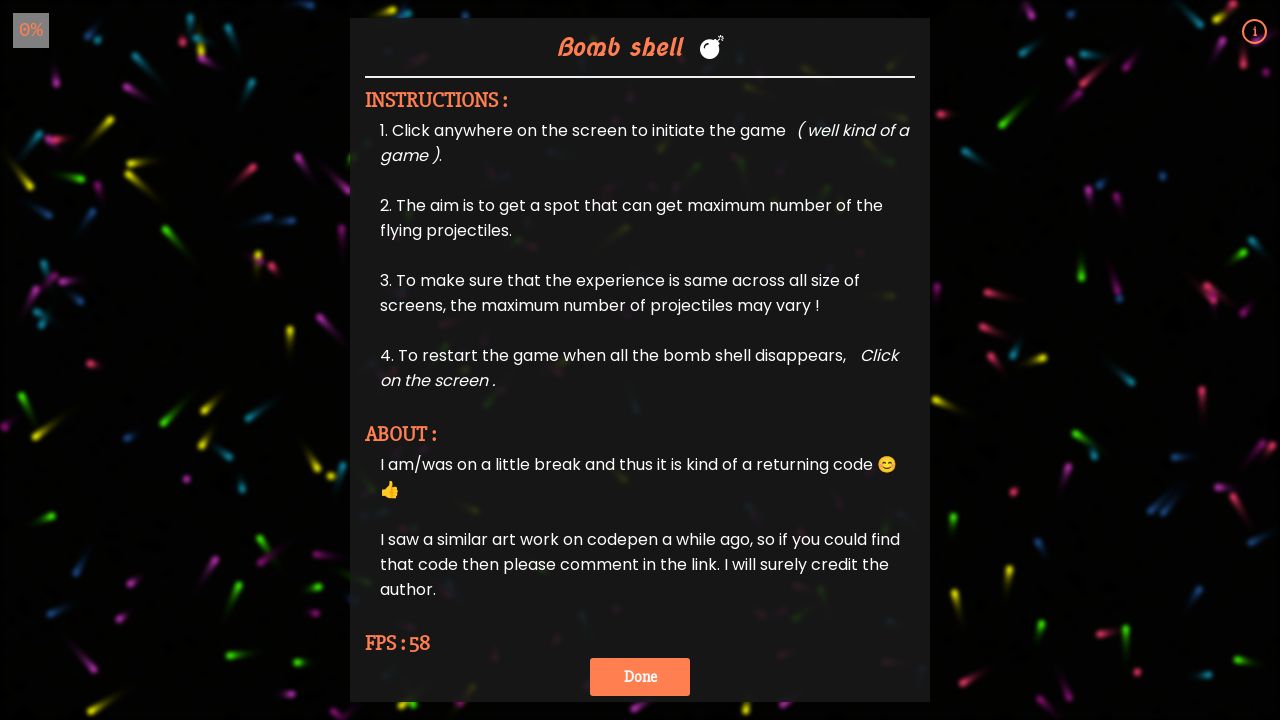 0%
i
Bomb shell 💣
INSTRUCTIONS :
1. Click anywhere on the screen to initiate the game ( well kind of a
game ).
2. The aim is to get a spot that can get maximum number of the
flying projectiles.
3. To make sure that the experience is same across all size of
screens, the maximum number of projectiles may vary !
4. To restart the game when all the bomb shell disappears, Click
on the screen .
ABOUT :
I am/was on a little break and thus it is kind of a returning code 😊
👍
I saw a similar art work on codepen a while ago, so if you could find
that code then please comment in the link. I will surely credit the
author.
FPS : 58
Done